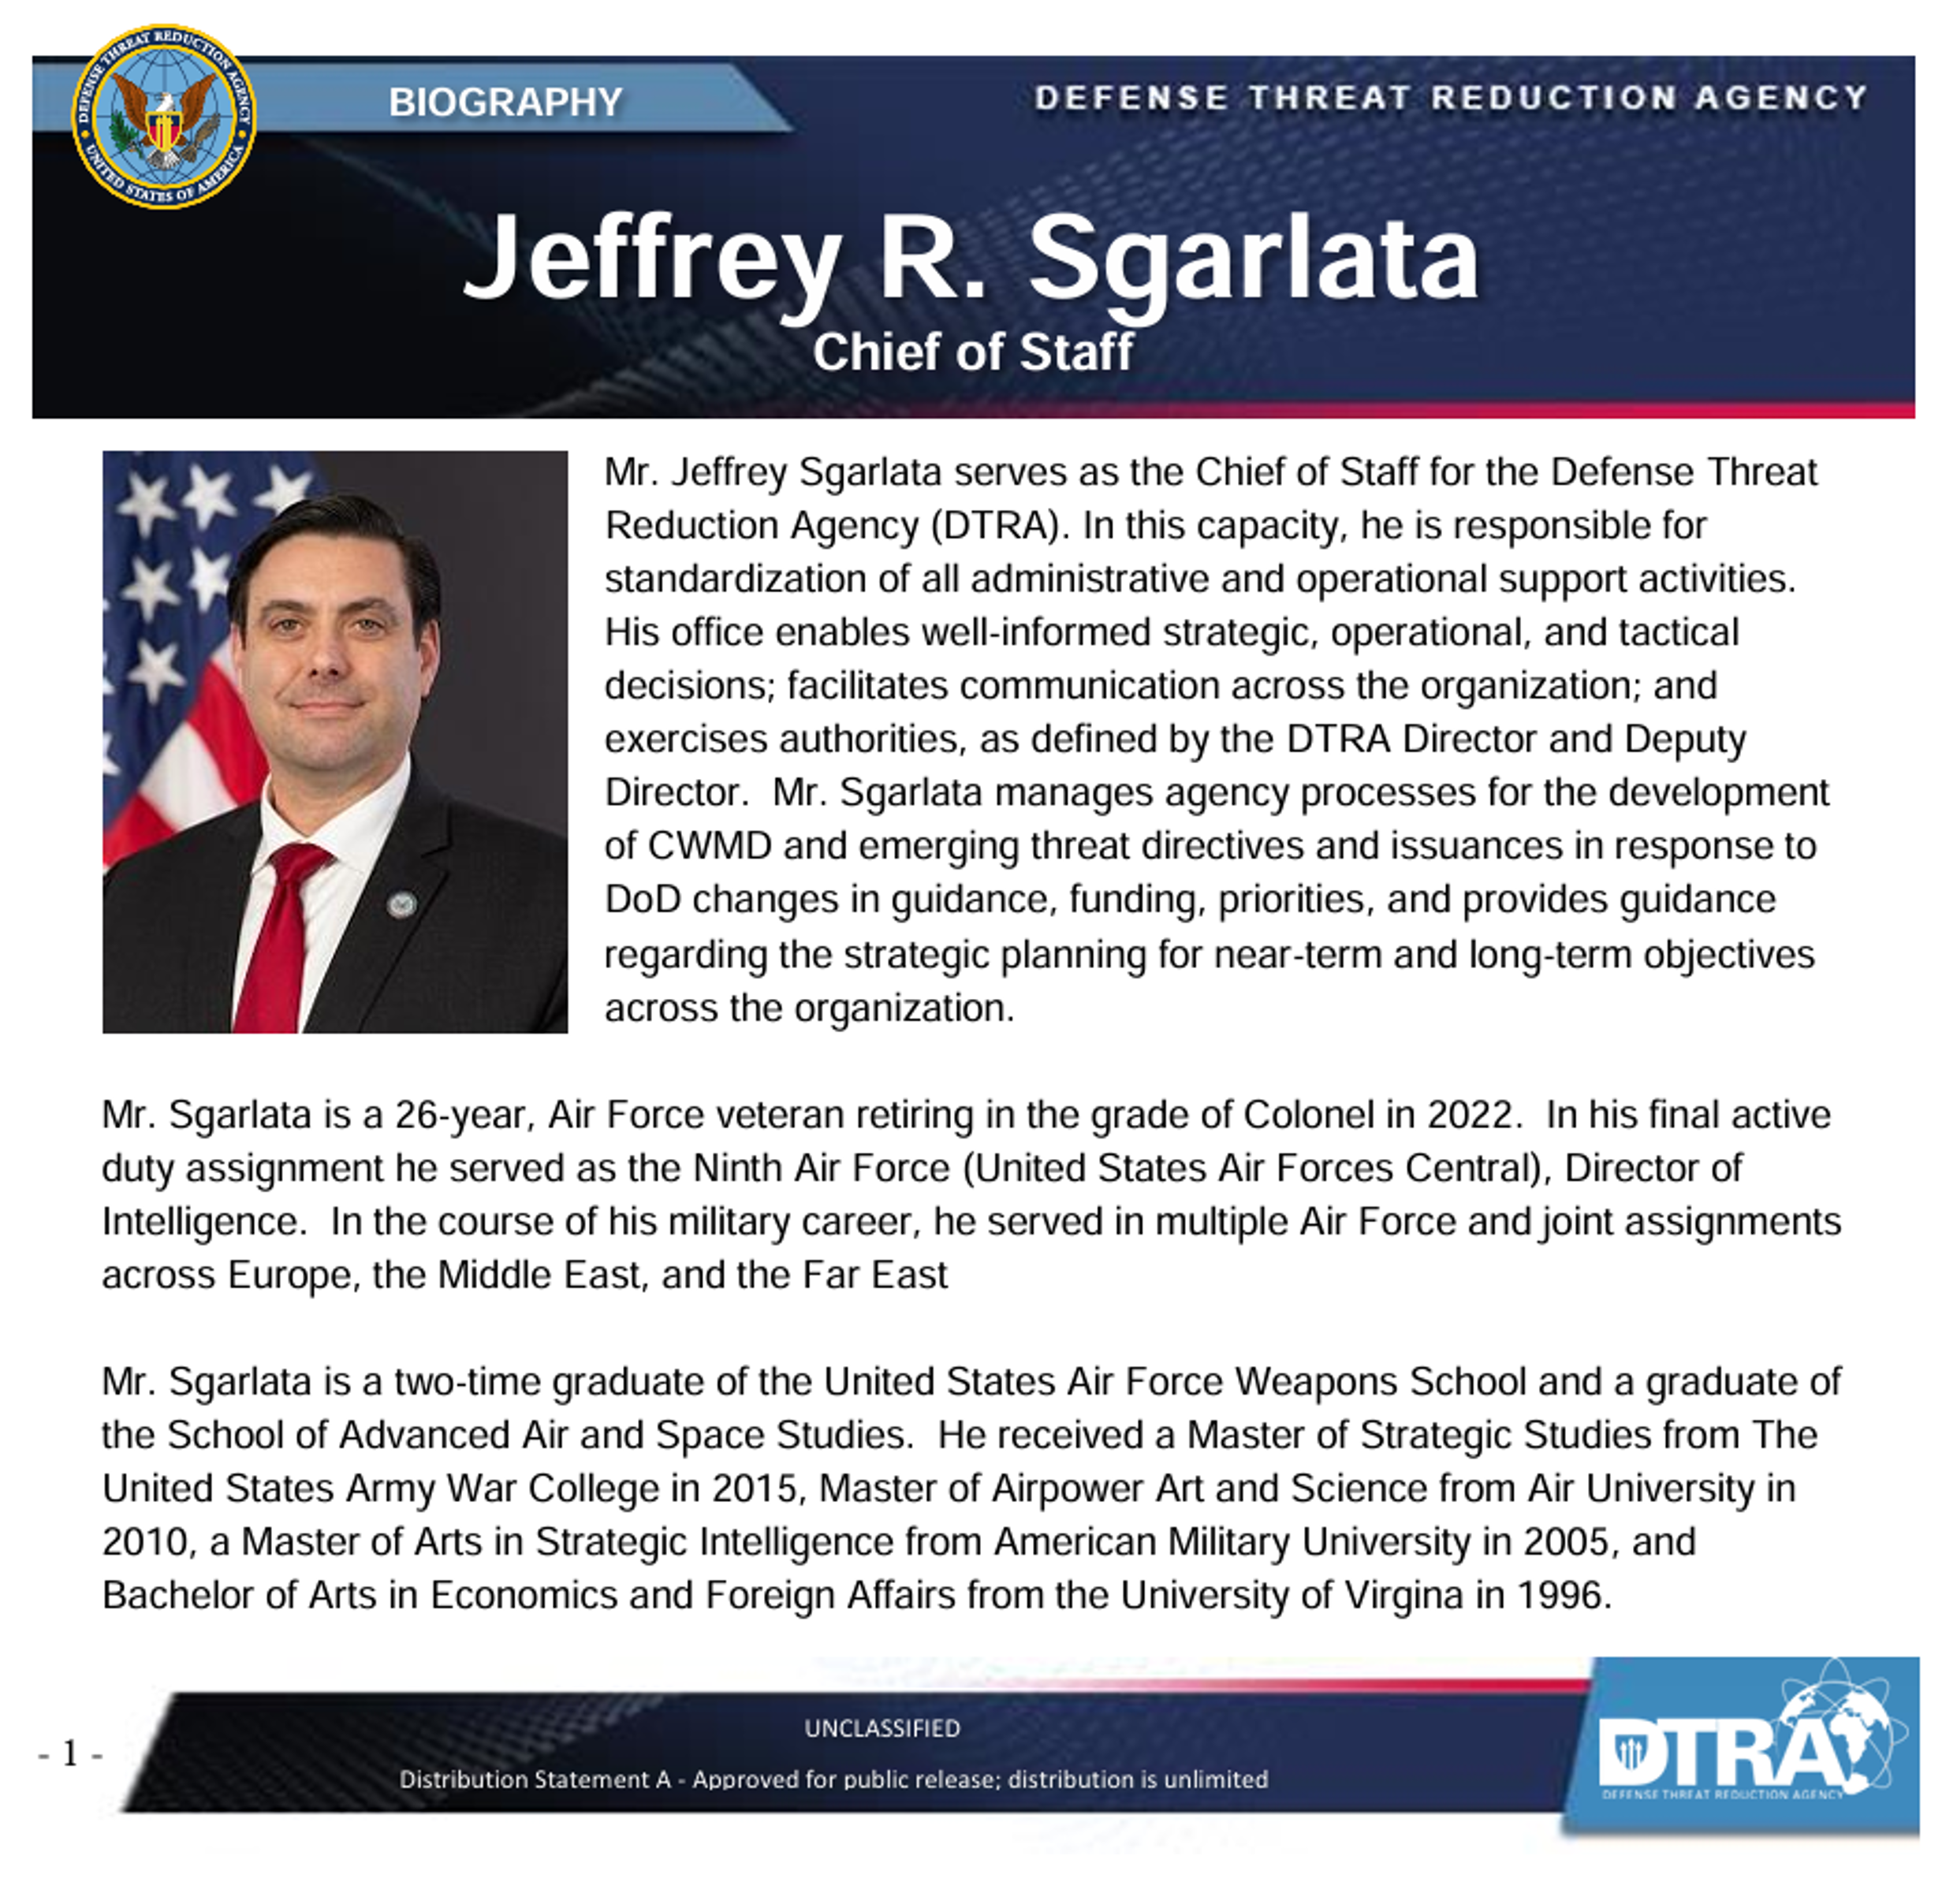 DEFENSE THREAT REDUCTION AGENCY
UNITED STATES OF AMERICA
BIOGRAPHY
DEFENSE THREAT REDUCTION AGENCY
Jeffrey R. Sgarlata
Chief of Staff
Mr. Jeffrey Sgarlata serves as the Chief of Staff for the Defense Threat
Reduction Agency (DTRA). In this capacity, he is responsible for
standardization of all administrative and operational support activities.
His office enables well-informed strategic, operational, and tactical
decisions; facilitates communication across the organization; and
exercises authorities, as defined by the DTRA Director and Deputy
Director.  Mr. Sgarlata manages agency processes for the development
of CWMD and emerging threat directives and issuances in response to
DoD changes in guidance, funding, priorities, and provides guidance
regarding the strategic planning for near-term and long-term objectives
across the organization.
Mr. Sgarlata is a 26-year, Air Force veteran retiring in the grade of Colonel in 2022.  In his final active
duty assignment he served as the Ninth Air Force (United States Air Forces Central), Director of
Intelligence.  In the course of his military career, he served in multiple Air Force and joint assignments
across Europe, the Middle East, and the Far East
Mr. Sgarlata is a two-time graduate of the United States Air Force Weapons School and a graduate of
the School of Advanced Air and Space Studies.  He received a Master of Strategic Studies from The
United States Army War College in 2015, Master of Airpower Art and Science from Air University in
2010, a Master of Arts in Strategic Intelligence from American Military University in 2005, and
Bachelor of Arts in Economics and Foreign Affairs from the University of Virgina in 1996.
UNCLASSIFIED
- 1 -
Distribution Statement A - Approved for public release; distribution is unlimited
DTRA
DEFENSE THREAT REDUCTION AGENCY